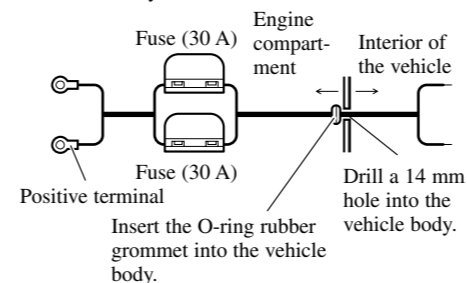 Engine
compart-
ment
Fuse (30 A)
Interior of
the vehicle
Fuse (30 A)
Positive terminal
Drill a 14 mm
hole into the
vehicle body.
Insert the O-ring rubber
grommet into the vehicle
body.